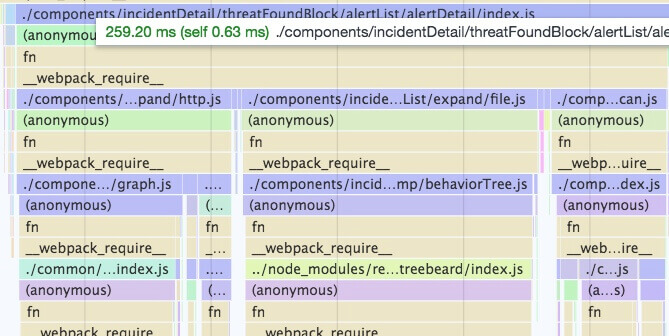 ./components/incidentDetail/threatFoundBlock/alertList/alertDetail/index.js
(anonymou
259.20 ms (self 0.63 ms) ./components/incidentDetail/threatFoundBlock/alertList/ale
fn
__webpack_require__
./components/…pand/http.js ./components/incide…List/expand/file.js ./comp…can.js
(anonymous) (anonymous) (anonymous)
fn fn fn
__webpack_require__ __webpack_require__ __webp…uire__
./compone…/graph.js …. ./components/incid…mp/behaviorTree.js ./comp…dex.js
(anonymous) (… (anonymous) (anonymous)
fn fn fn fn
__webpack_require__ _… __webpack_require__ __web…ire__
./common/…index.js …. ../node_modules/re…treebeard/index.js ./c…js
(anonymous) (… (anonymous) (a…s)
fn fn fn fn
__webpack_require__ __webpack_require__